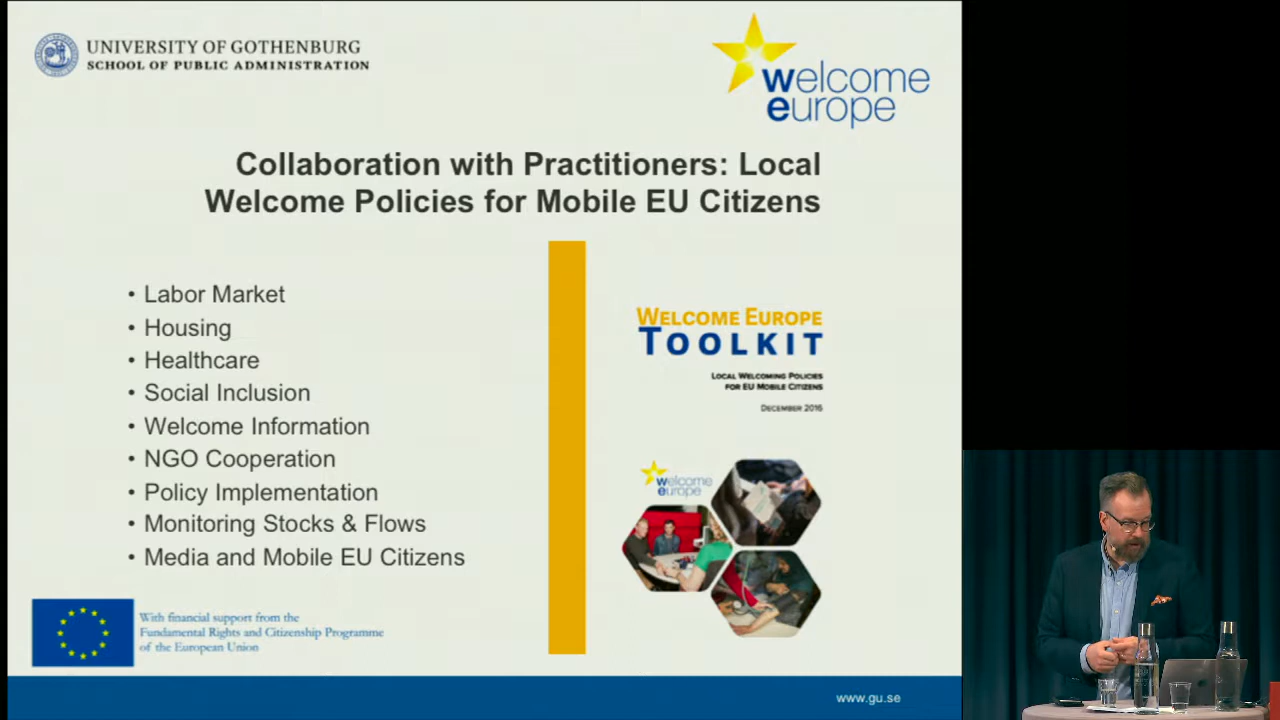 UNIVERSITY OF GOTHENBURG
SCHOOL OF PUBLIC ADMINISTRATION
welcome
europe
Collaboration with Practitioners: Local
Welcome Policies for Mobile EU Citizens
• Labor Market
• Housing
• Healthcare
• Social Inclusion
• Welcome Information
• NGO Cooperation
• Policy Implementation
• Monitoring Stocks & Flows
• Media and Mobile EU Citizens
WELCOME EUROPE
TOOLKIT
LOCAL WELCOMING POLICIES
FOR EU MOBILE CITIZENS
DECEMBER 2016
welcome
europe
With financial support from the
Fundamental Rights and Citizenship Programme
of the European Union
www.gu.se